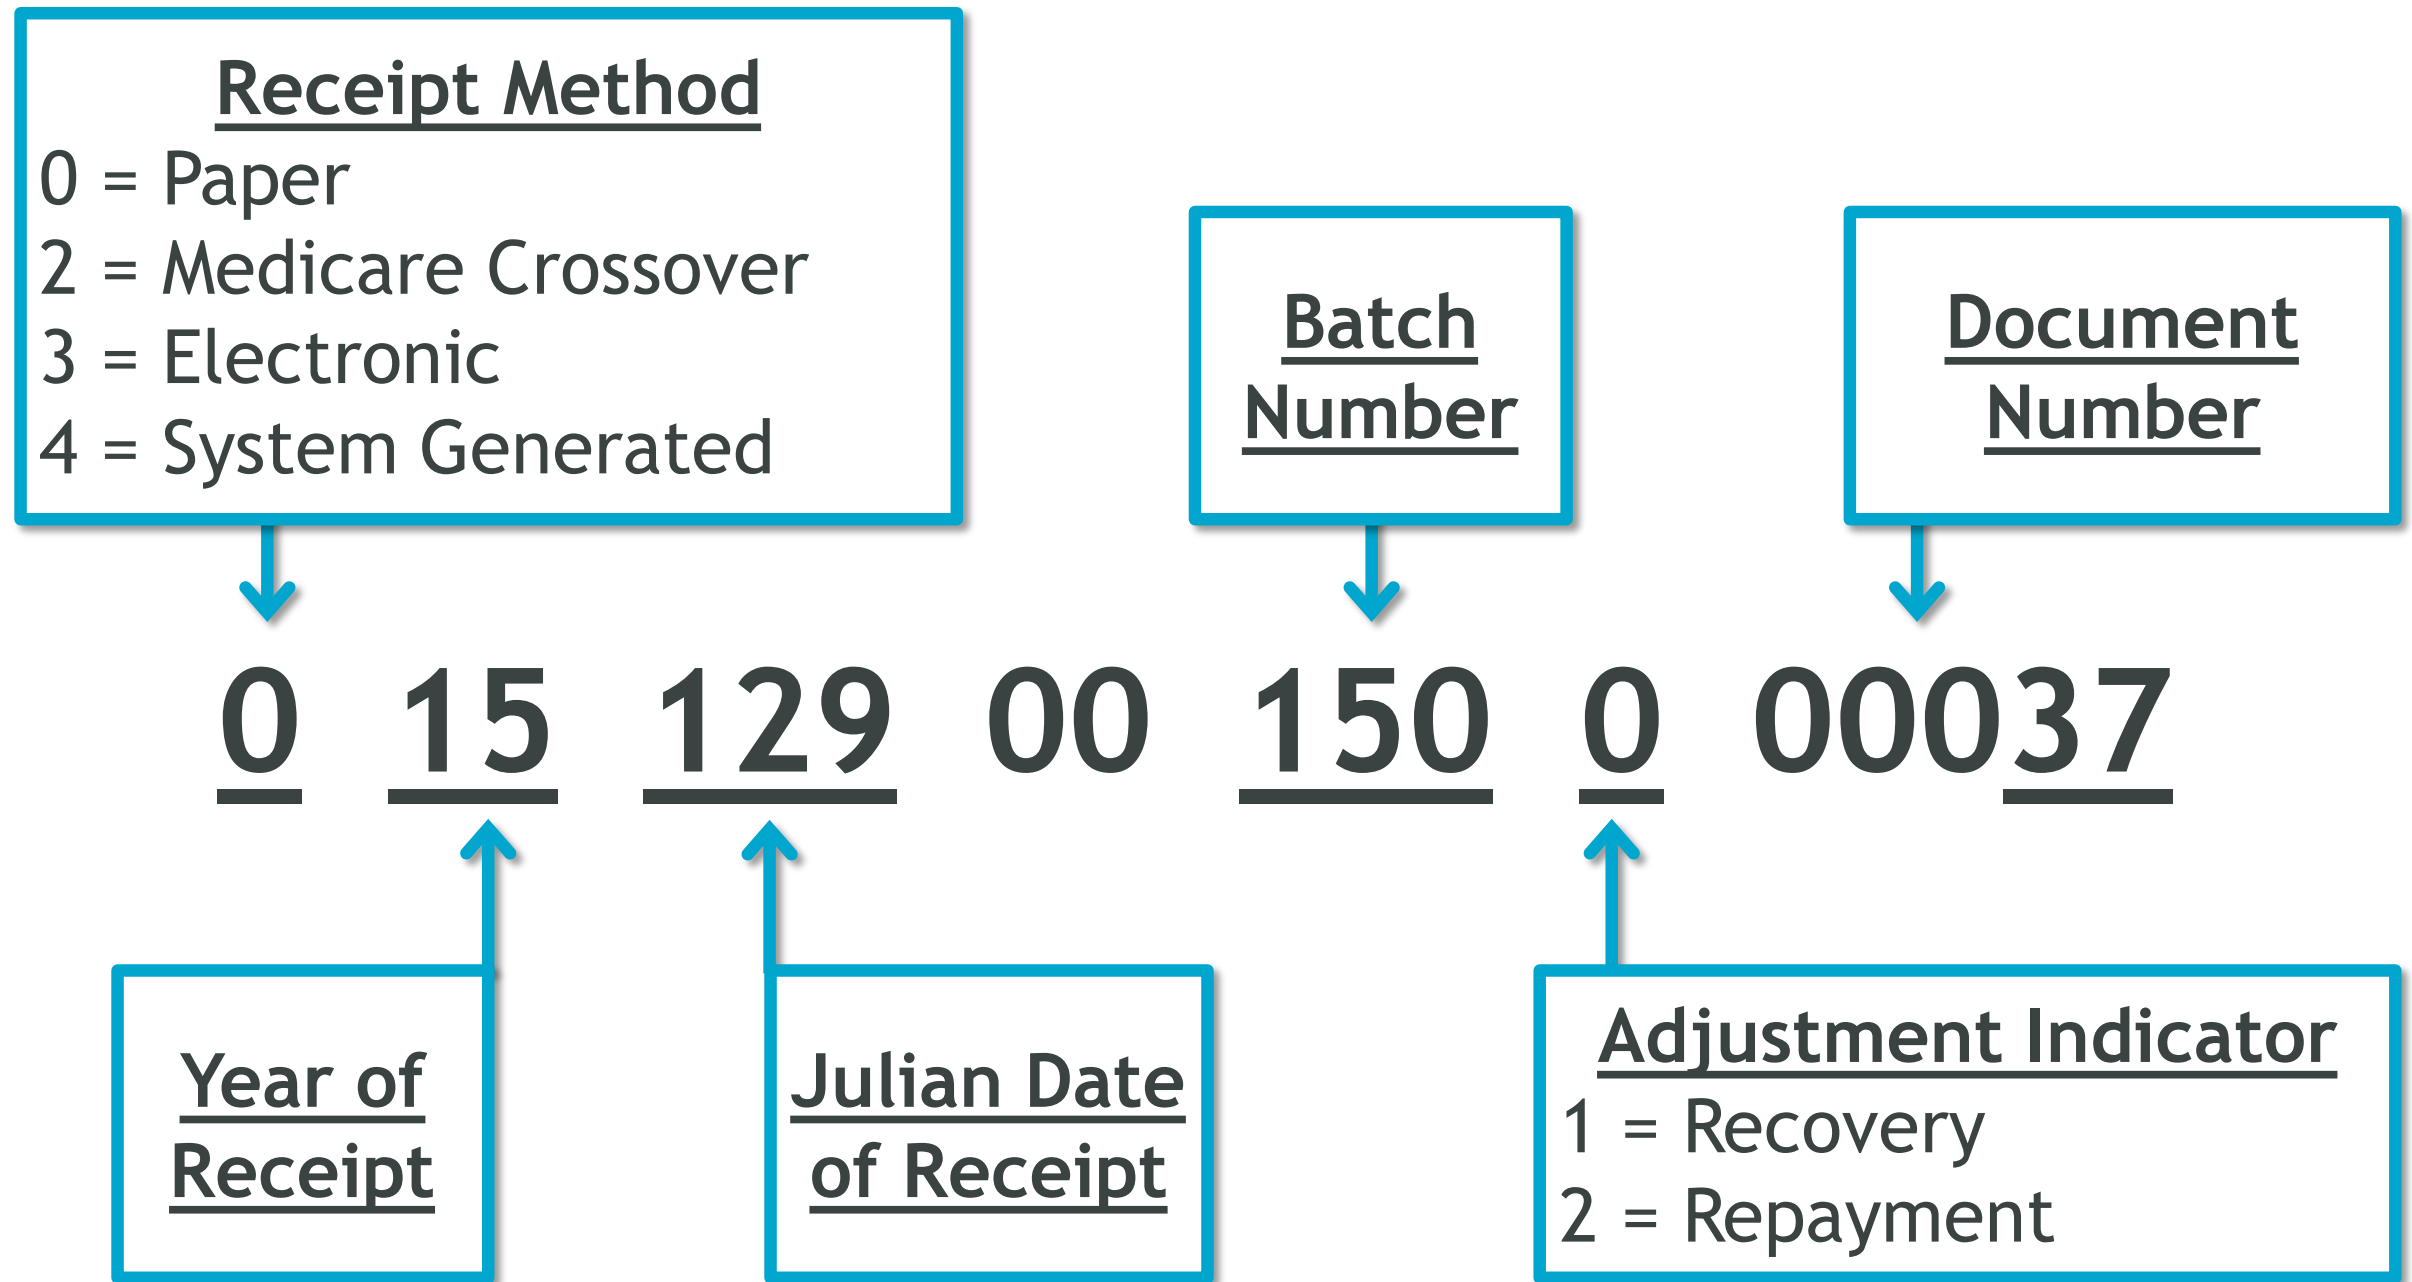 Receipt Method
0 = Paper
2 = Medicare Crossover
3 = Electronic
4 = System Generated
Batch
Number
Document
Number
0 15 129 00 150 0 00037
Year of
Receipt
Julian Date
of Receipt
Adjustment Indicator
1 = Recovery
2 = Repayment